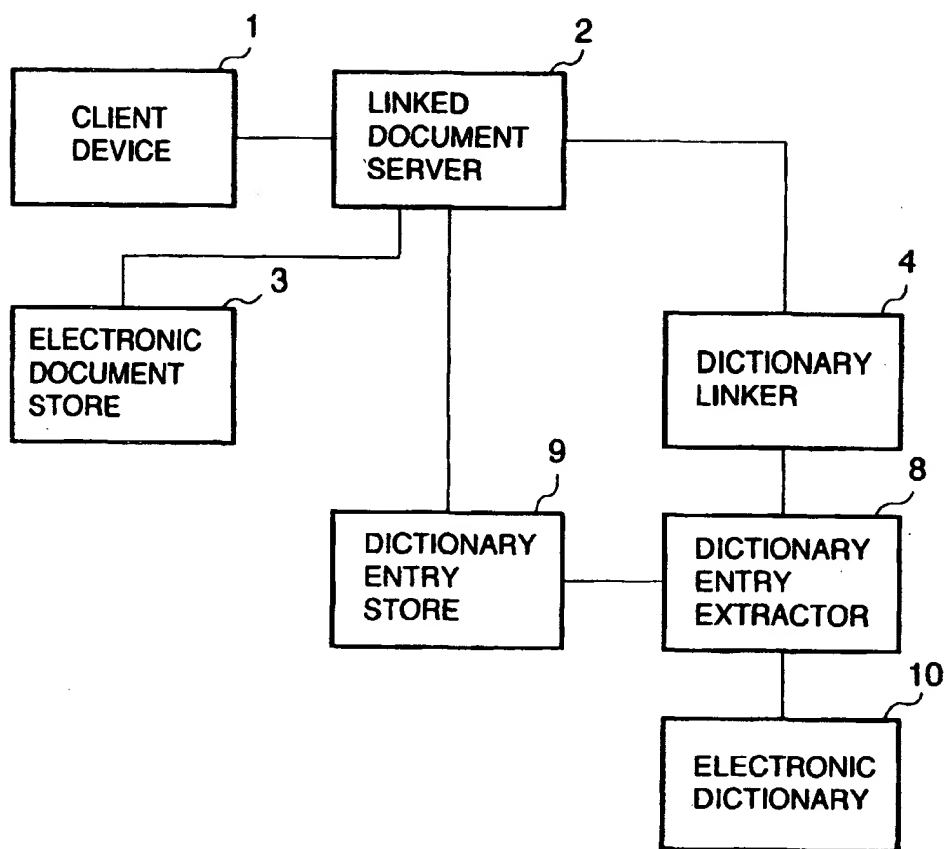 1
2
CLIENT
DEVICE
LINKED
DOCUMENT
SERVER
3
4
ELECTRONIC
DOCUMENT
STORE
DICTIONARY
LINKER
9
8
DICTIONARY
ENTRY
STORE
DICTIONARY
ENTRY
EXTRACTOR
10
ELECTRONIC
DICTIONARY